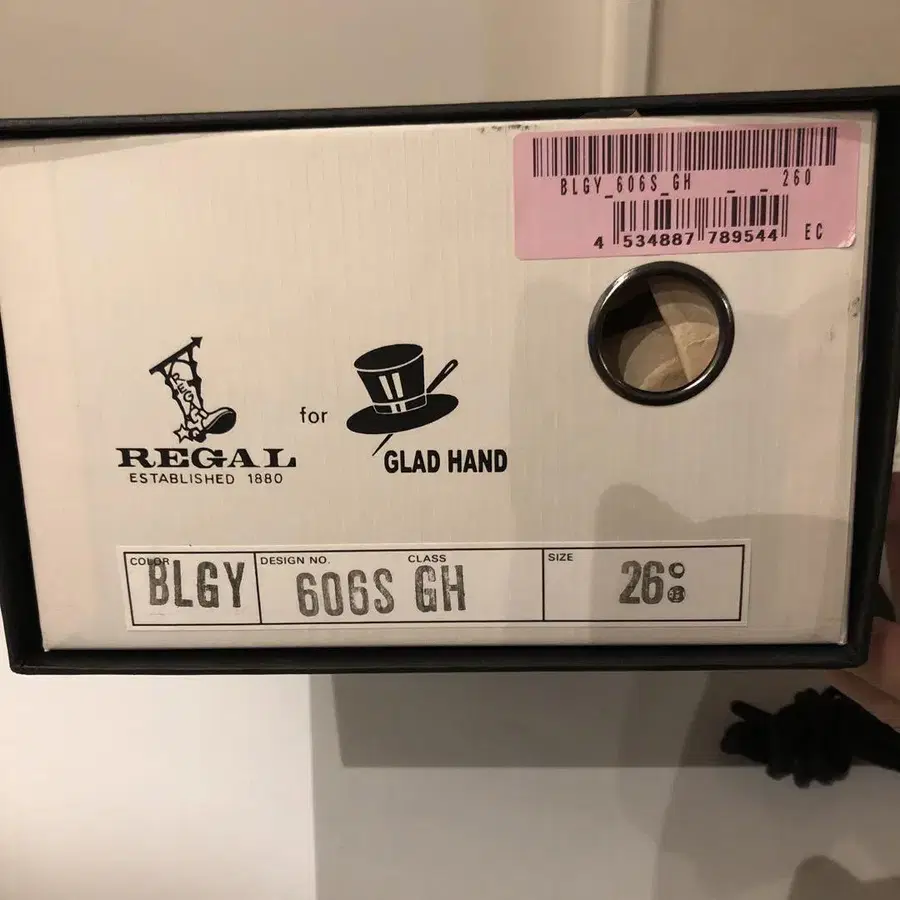 BLGY_606S_GH _ _ 260
4 534887 789544 EC
REGAL
for
REGAL
ESTABLISHED 1880
GLAD HAND
COLOR
BLGY
DESIGN NO.
CLASS
606S GH
SIZE
26